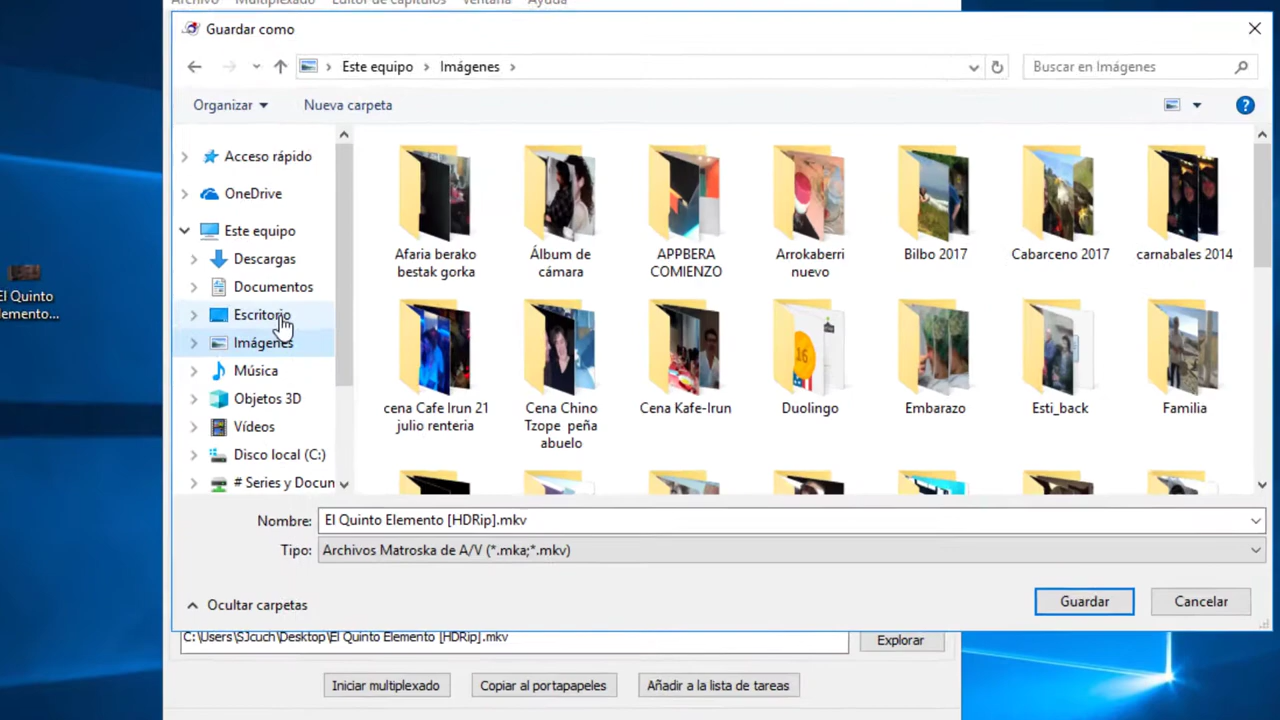 Archivo Multiplexado Editor de capítulos Ventana Ayuda
Guardar como
Este equipo Imágenes
Buscar en Imágenes
Organizar Nueva carpeta
Acceso rápido
OneDrive
Este equipo
Descargas
Documentos
Escritorio
Imágenes
Música
Objetos 3D
Vídeos
Disco local (C:)
# Series y Docun
Afaria berako
bestak gorka
Álbum de
cámara
APPBERA
COMIENZO
Arrokaberri
nuevo
Bilbo 2017
Cabarceno 2017
carnabales 2014
cena Cafe Irun 21
julio renteria
Cena Chino
Tzope peña
abuelo
Cena Kafe-Irun
16
Duolingo
Embarazo
Esti_back
Familia
El Quinto
lemento...
Nombre: El Quinto Elemento [HDRip].mkv
Tipo: Archivos Matroska de A/V (*.mka;*.mkv)
Ocultar carpetas
Guardar Cancelar
C:\Users\SJcuch\Desktop\El Quinto Elemento [HDRip].mkv
Explorar
Iniciar multiplexado Copiar al portapapeles Añadir a la lista de tareas